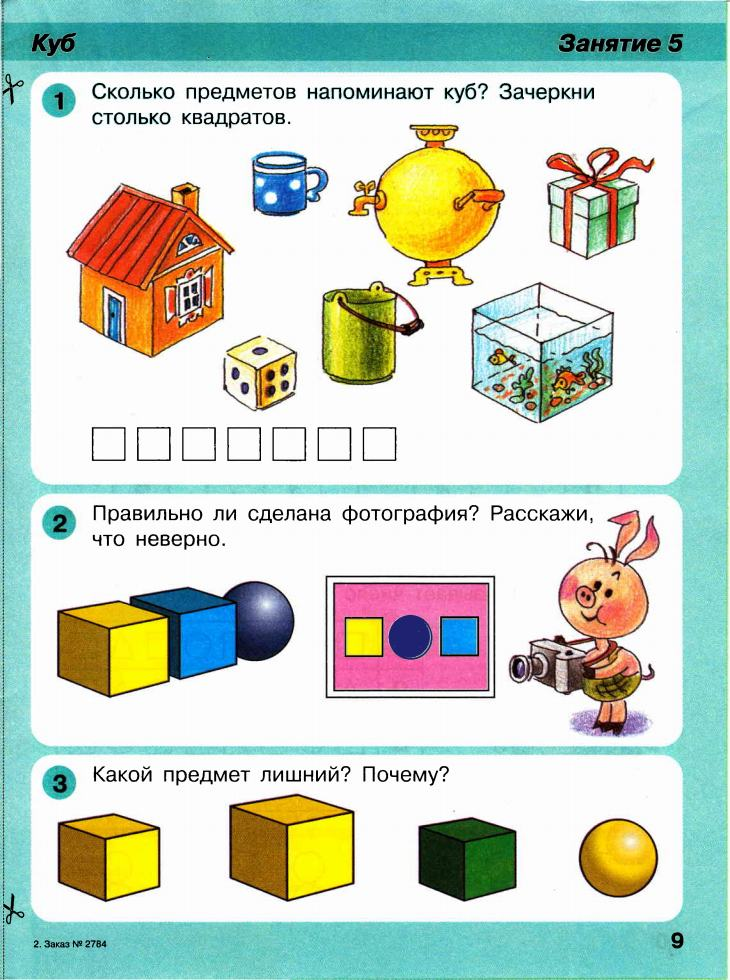 Куб
Занятие 5
1
Сколько предметов напоминают куб? Зачеркни
столько квадратов.
2
Правильно ли сделана фотография? Расскажи,
что неверно.
3
Какой предмет лишний? Почему?
2. Заказ № 2784
9